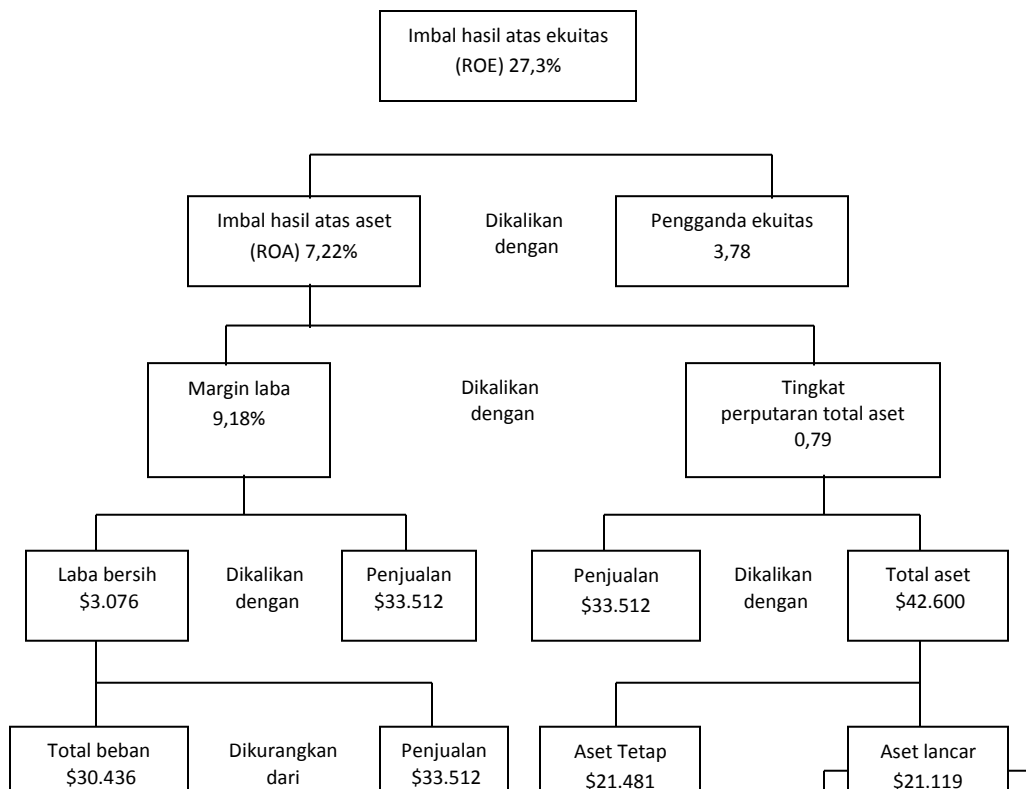 Imbal hasil atas ekuitas
(ROE) 27,3%
Imbal hasil atas aset
(ROA) 7,22%
Dikalikan
dengan
Pengganda ekuitas
3,78
Margin laba
9,18%
Dikalikan
dengan
Tingkat
perputaran total aset
0,79
Laba bersih
$3.076
Dikalikan
dengan
Penjualan
$33.512
Penjualan
$33.512
Dikalikan
dengan
Total aset
$42.600
Total beban
$30.436
Dikurangkan
dari
Penjualan
$33.512
Aset Tetap
$21.481
Aset lancar
$21.119